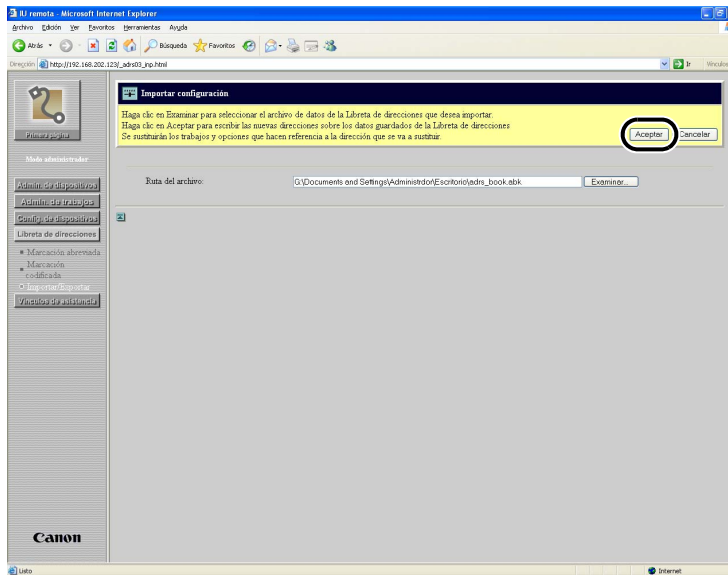 IU remota - Microsoft Internet Explorer
Archivo Edición Ver Favoritos Herramientas Ayuda
Atrás Búsqueda Favoritos
Dirección http://192.168.202.123/_adrs03_inp.html Ir Vínculos
Importar configuración
Haga clic en Examinar para seleccionar el archivo de datos de la Libreta de direcciones que desea importar.
Haga clic en Aceptar para escribir las nuevas direcciones sobre los datos guardados de la Libreta de direcciones
Se sustituirán los trabajos y opciones que hacen referencia a la dirección que se va a sustituir.
Aceptar Cancelar
Primera página
Modo administrador
Admin. de dispositivos
Admin. de trabajos
Config. de dispositivos
Libreta de direcciones
Marcación abreviada
Marcación
codificada
Importar/Exportar
Vínculos de asistencia
Ruta del archivo: G:\Documents and Settings\Administrdor\Escritorio\adrs_book.abk Examinar...
Canon
Listo Internet